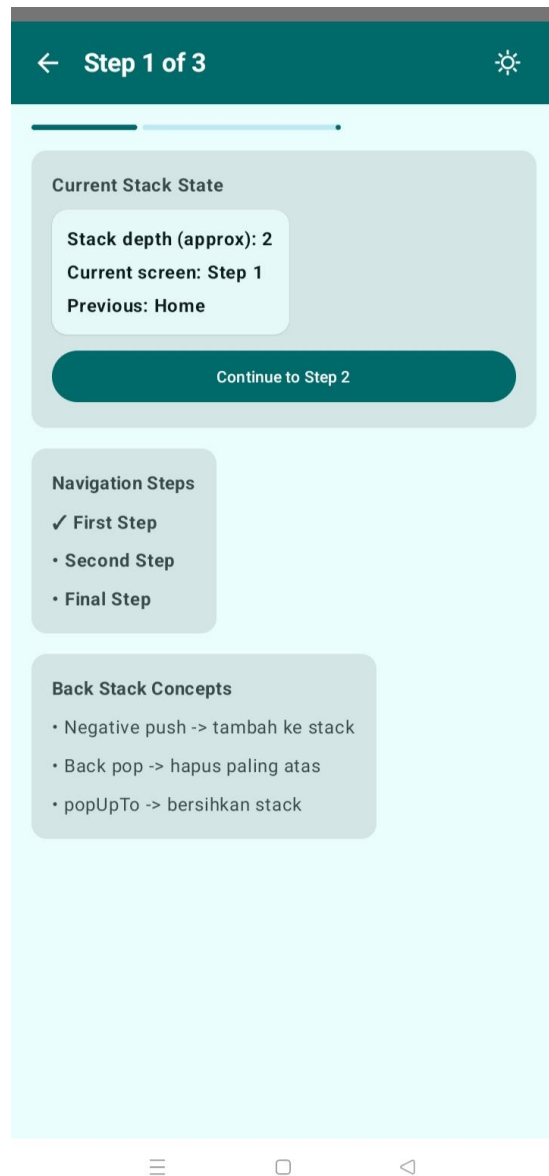 Step 1 of 3
Current Stack State
Stack depth (approx): 2
Current screen: Step 1
Previous: Home
Continue to Step 2
Navigation Steps
✓ First Step
• Second Step
• Final Step
Back Stack Concepts
• Negative push -> tambah ke stack
• Back pop -> hapus paling atas
• popUpTo -> bersihkan stack